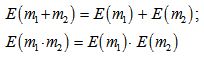 E(m₁+m₂) = E(m₁) + E(m₂);
E(m₁·m₂) = E(m₁)· E(m₂)